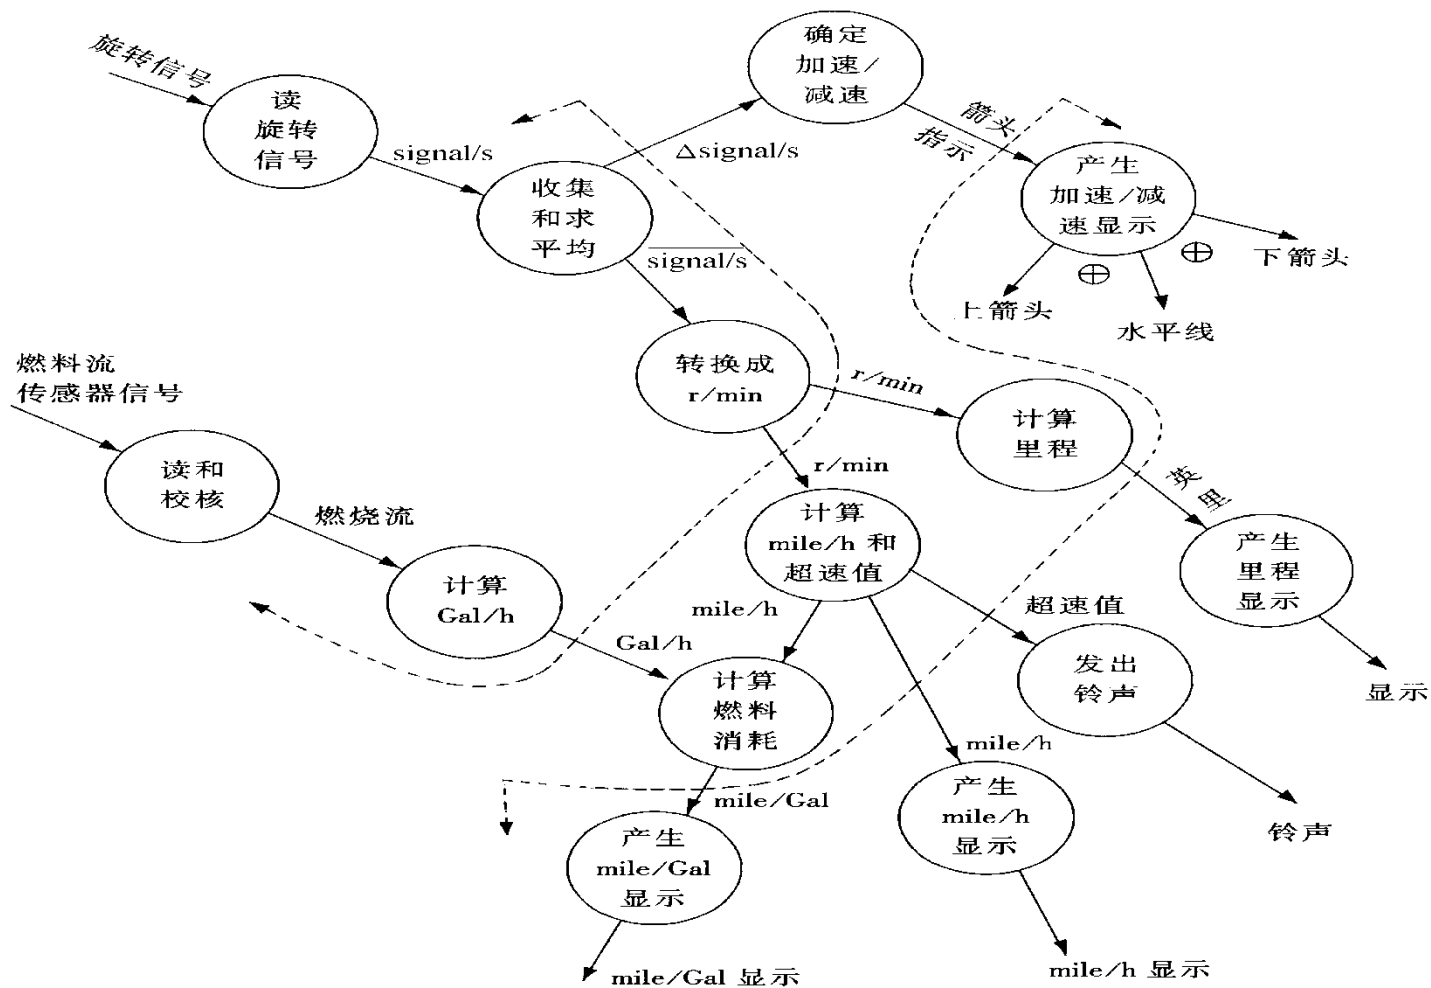 旋转信号
读
旋转
信号
signal/s
收集
和求
平均
Δsignal/s
确定
加速/
减速
箭头
指示
产生
加速/减
速显示
下箭头
上箭头
水平线
signal/s
转换成
r/min
r/min
计算
里程
英里
产生
里程
显示
显示
燃料流
传感器信号
读和
校核
燃烧流
计算
Gal/h
Gal/h
r/min
计算
mile/h 和
超速值
mile/h
超速值
发出
铃声
铃声
计算
燃料
消耗
mile/Gal
产生
mile/Gal
显示
mile/Gal 显示
mile/h
产生
mile/h
显示
mile/h 显示